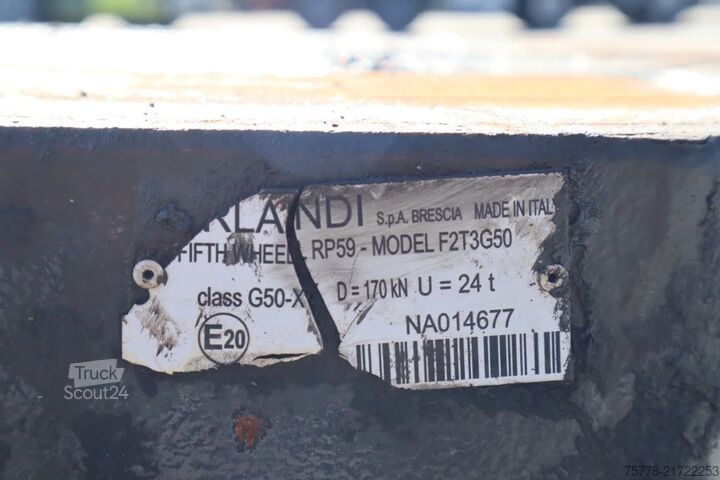 RLANDI S.p.A. BRESCIA MADE IN ITALY
FIFTH WHEEL RP59 - MODEL F2T3G50
class G50-X D = 170 kN U = 24 t
E20
NA014677
Truck
Scout24
75778-21722253